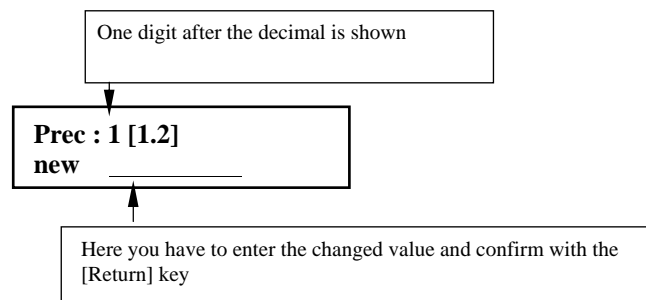 One digit after the decimal is shown
Prec : 1 [1.2]
new
Here you have to enter the changed value and confirm with the
[Return] key